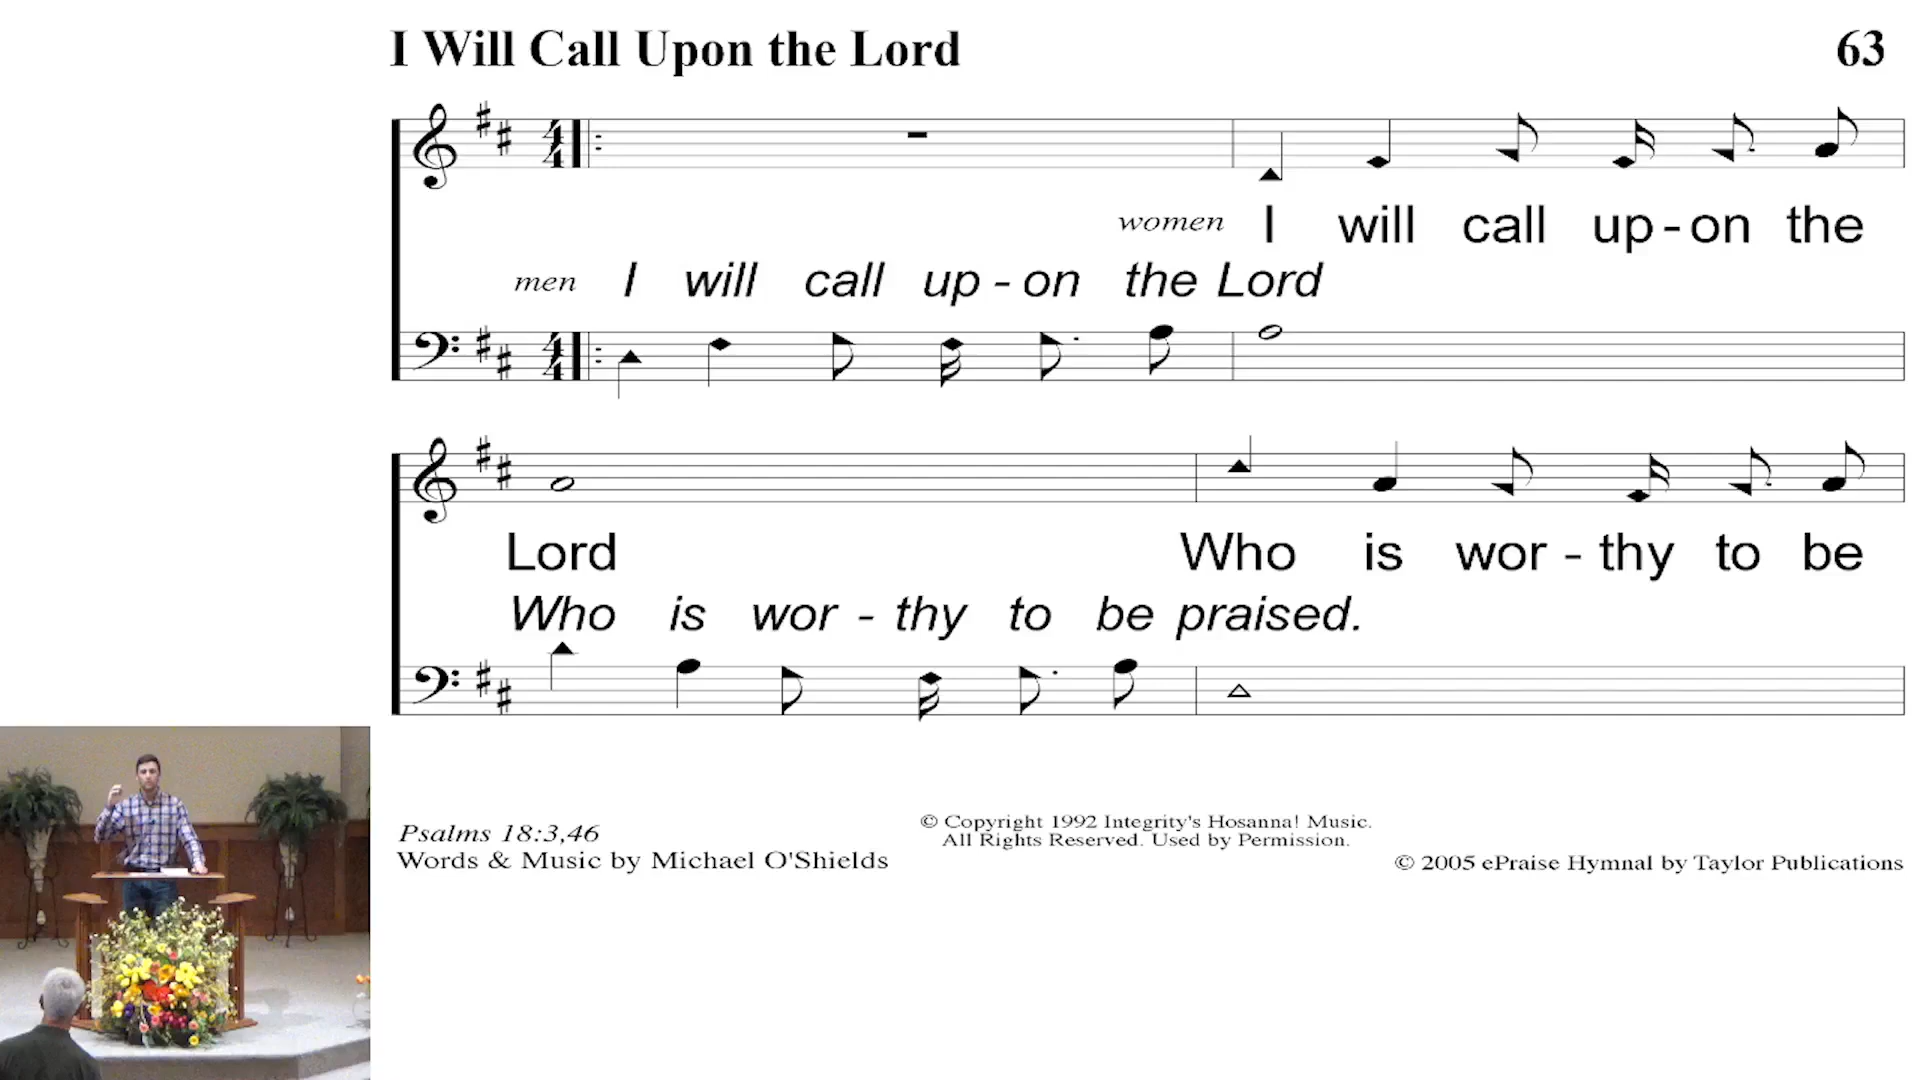 I Will Call Upon the Lord 63
women I will call up-on the
men I will call up-on the Lord
Lord Who is wor-thy to be
Who is wor-thy to be praised.
Psalms 18:3,46
Words & Music by Michael O'Shields
© Copyright 1992 Integrity's Hosanna! Music.
All Rights Reserved. Used by Permission.
© 2005 ePraise Hymnal by Taylor Publications